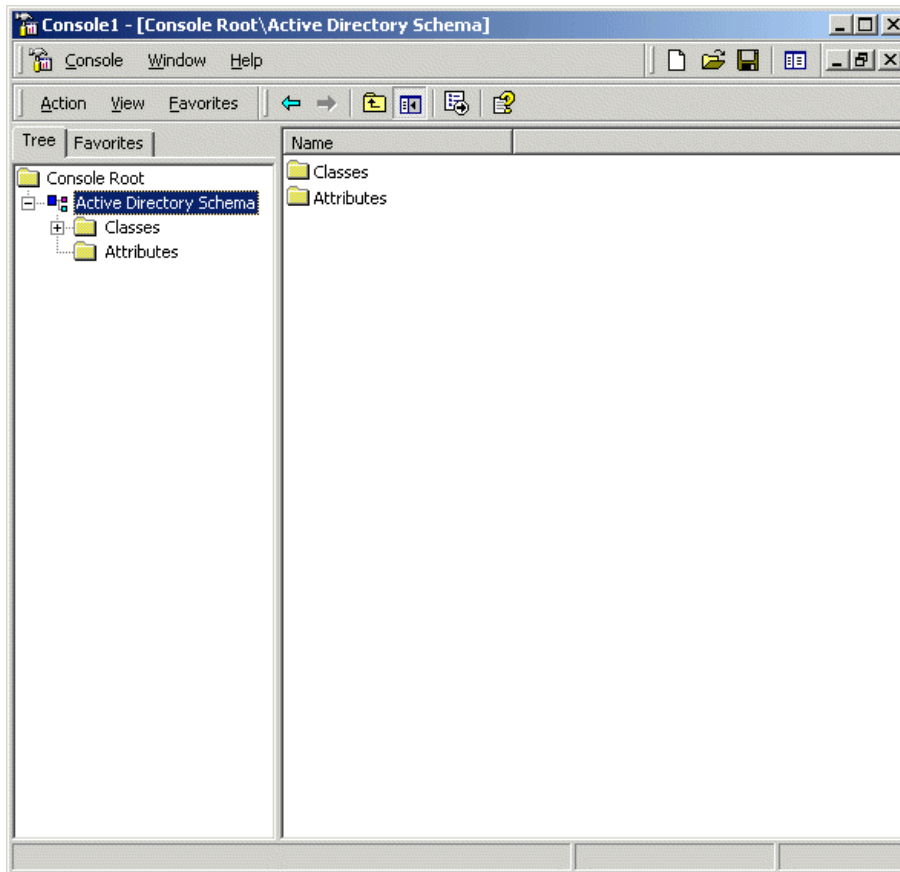 Console1 - [Console Root\Active Directory Schema]
Console Window Help
Action View Favorites
Tree Favorites
Name
Console Root
Active Directory Schema
Classes
Attributes
Classes
Attributes